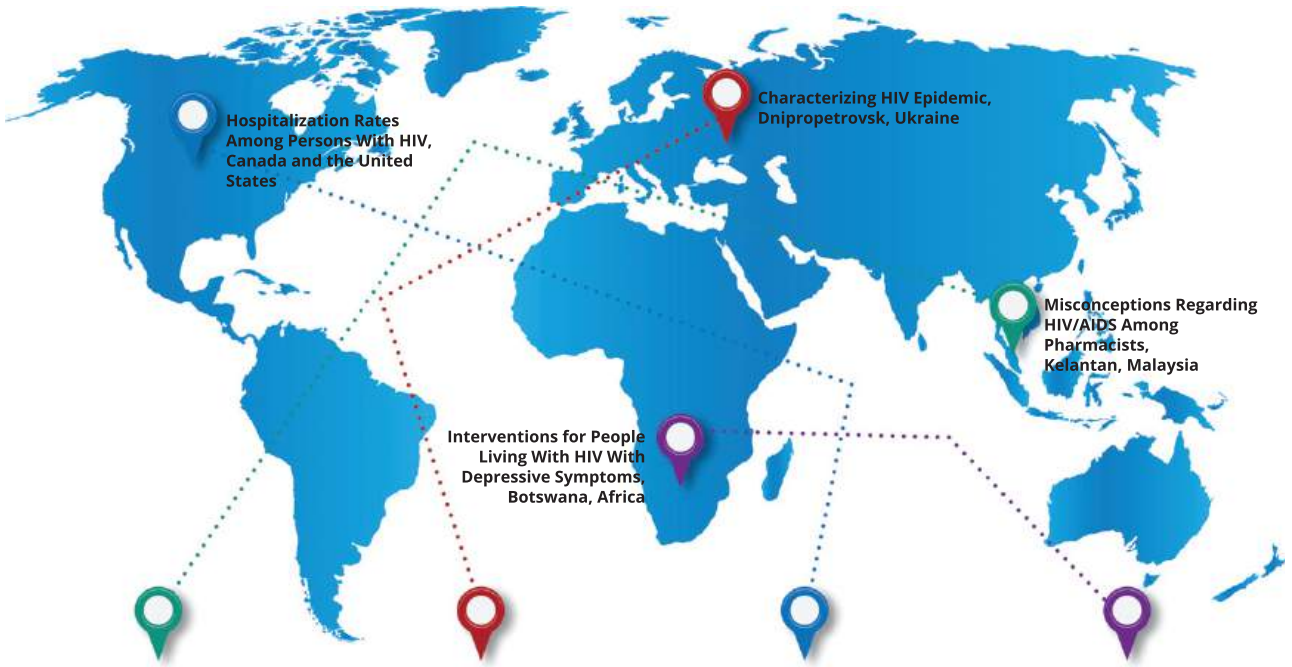 Hospitalization Rates
Among Persons With HIV,
Canada and the United
States
Characterizing HIV Epidemic,
Dnipropetrovsk, Ukraine
Misconceptions Regarding
HIV/AIDS Among
Pharmacists,
Kelantan, Malaysia
Interventions for People
Living With HIV With
Depressive Symptoms,
Botswana, Africa